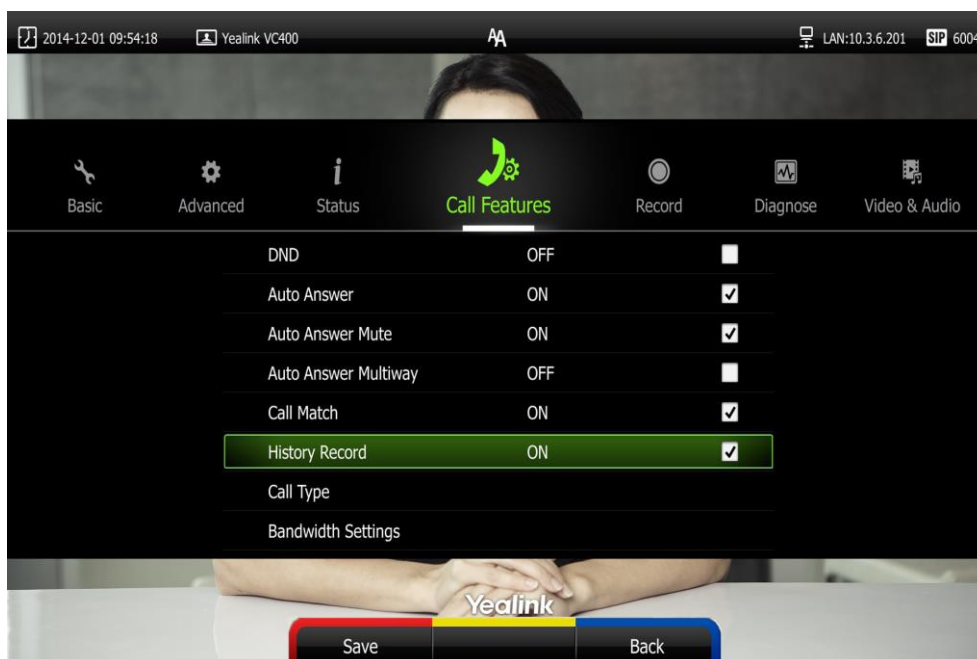 2014-12-01 09:54:18 Yealink VC400 AA LAN:10.3.6.201 SIP 6004
Basic Advanced Status Call Features Record Diagnose Video & Audio
DND OFF
Auto Answer ON
Auto Answer Mute ON
Auto Answer Multiway OFF
Call Match ON
History Record ON
Call Type
Bandwidth Settings
Yealink
Save Back